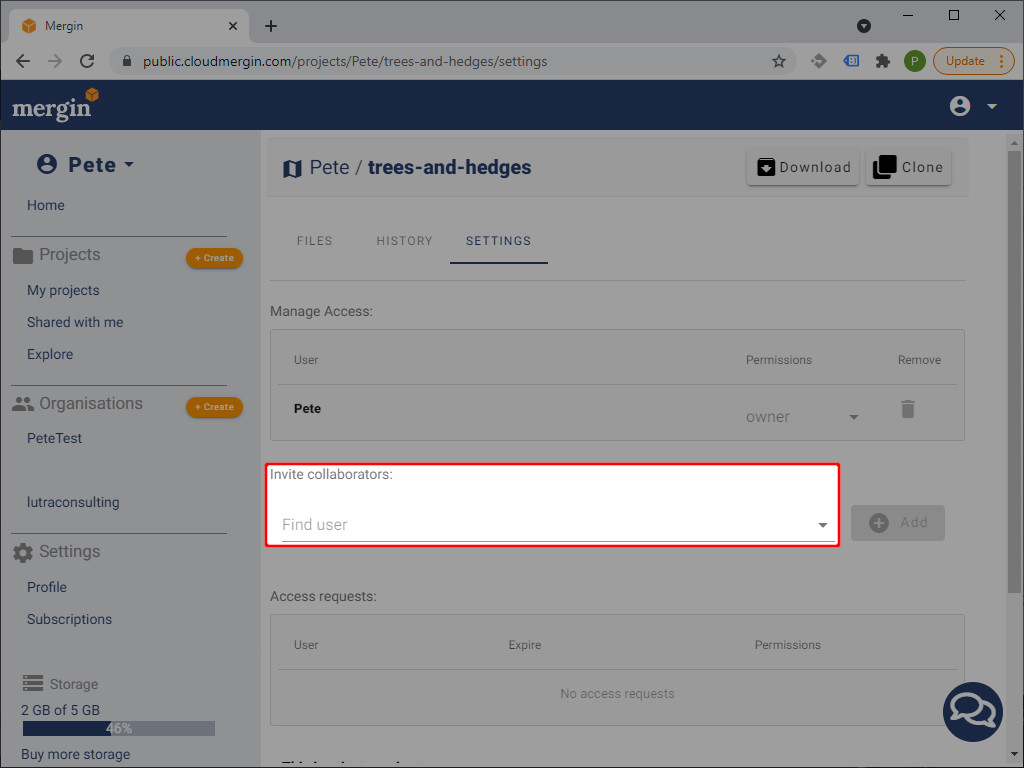 Mergin
public.cloudmergin.com/projects/Pete/trees-and-hedges/settings
P
Update
mergin
Pete
Home
Projects
+ Create
My projects
Shared with me
Explore
Organisations
+ Create
PeteTest
lutraconsulting
Settings
Profile
Subscriptions
Storage
2 GB of 5 GB
46%
Buy more storage
Pete / trees-and-hedges
Download
Clone
FILES HISTORY SETTINGS
Manage Access:
User Permissions Remove
Pete owner
Invite collaborators:
Find user
Add
Access requests:
User Expire Permissions
No access requests